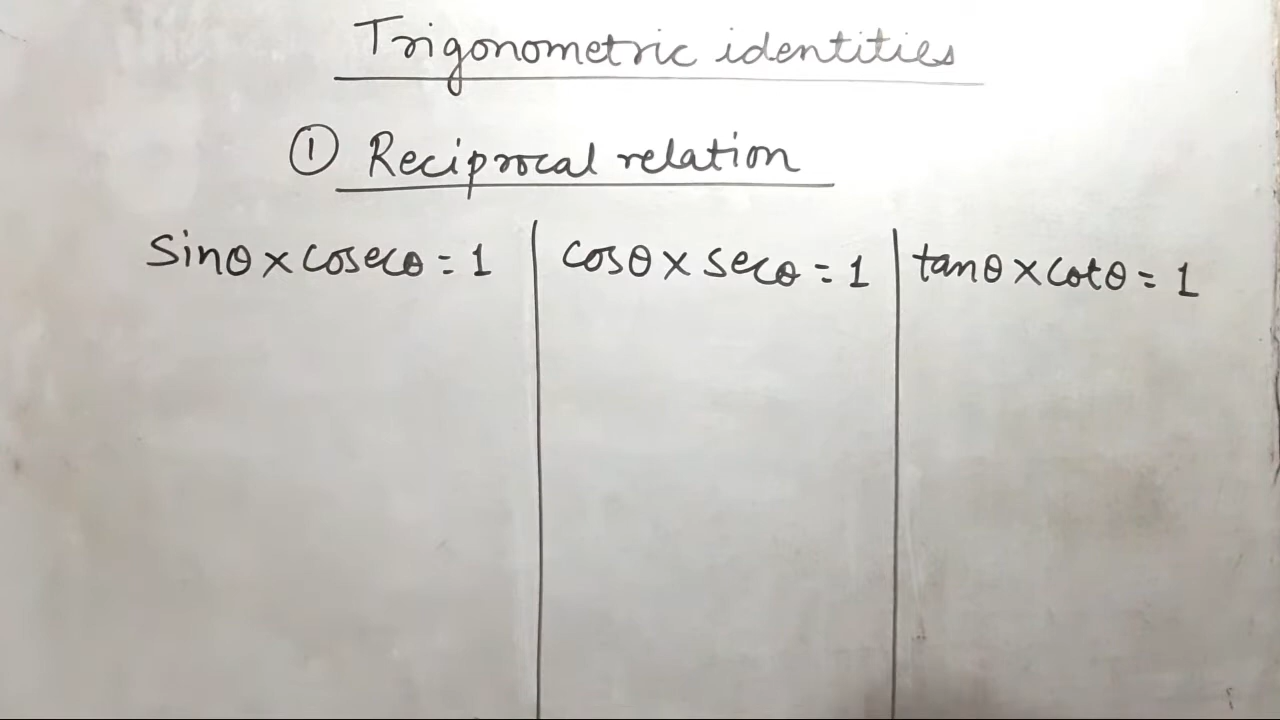 Trigonometric identities
① Reciprocal relation
Sinθ × Cosecθ = 1
Cosθ × Secθ = 1
tanθ × Cotθ = 1